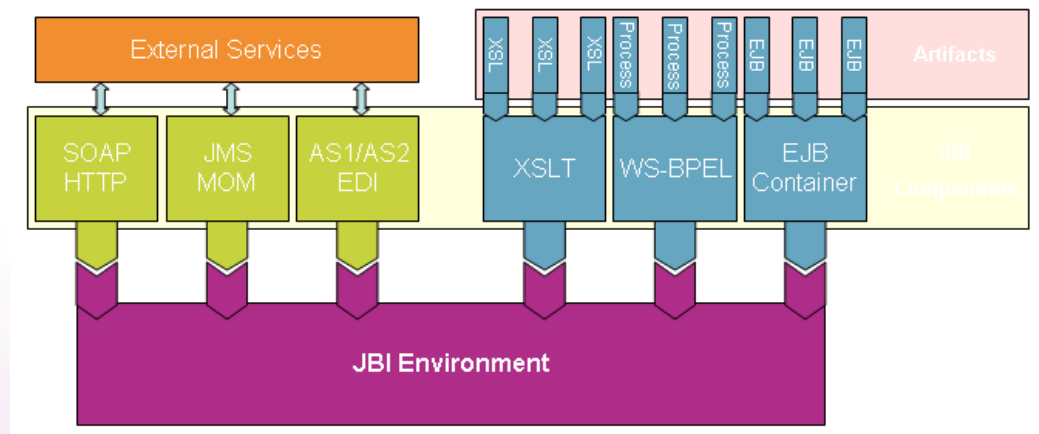 External Services
XSL
XSL
XSL
Process
Process
Process
EJB
EJB
EJB
Artifacts
SOAP
HTTP
JMS
MOM
AS1/AS2
EDI
XSLT
WS-BPEL
EJB
Container
JBI
Components
JBI Environment